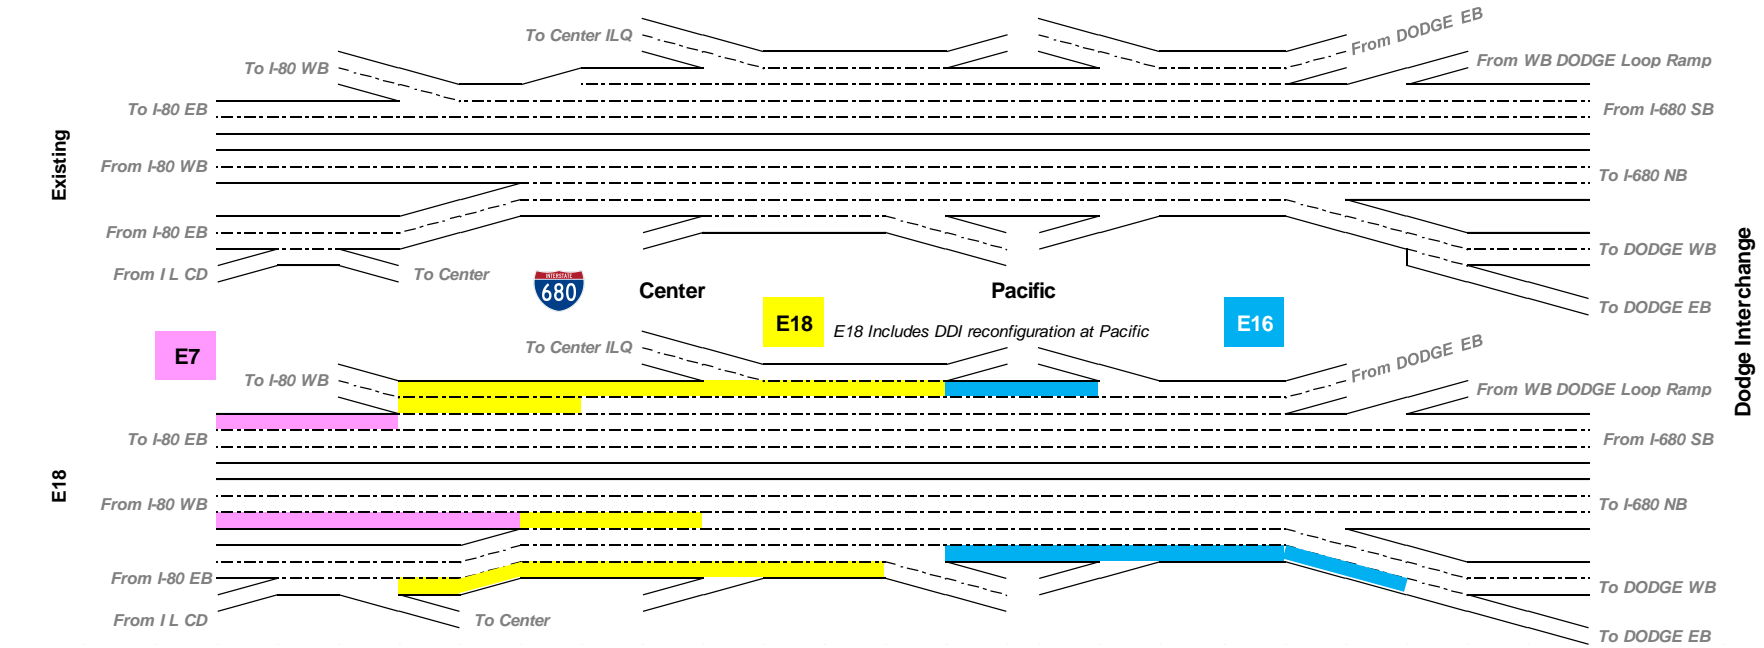 To Center ILQ
From DODGE EB
To I-80 WB
From WB DODGE Loop Ramp
To I-80 EB
From I-680 SB
Existing
From I-80 WB
To I-680 NB
From I-80 EB
To DODGE WB
From I L CD
To Center
INTERSTATE
680
Center
Pacific
To DODGE EB
Dodge Interchange
E18
E18 Includes DDI reconfiguration at Pacific
E16
E7
To Center ILQ
From DODGE EB
To I-80 WB
From WB DODGE Loop Ramp
To I-80 EB
From I-680 SB
E18
From I-80 WB
To I-680 NB
From I-80 EB
To DODGE WB
From I L CD
To Center
To DODGE EB